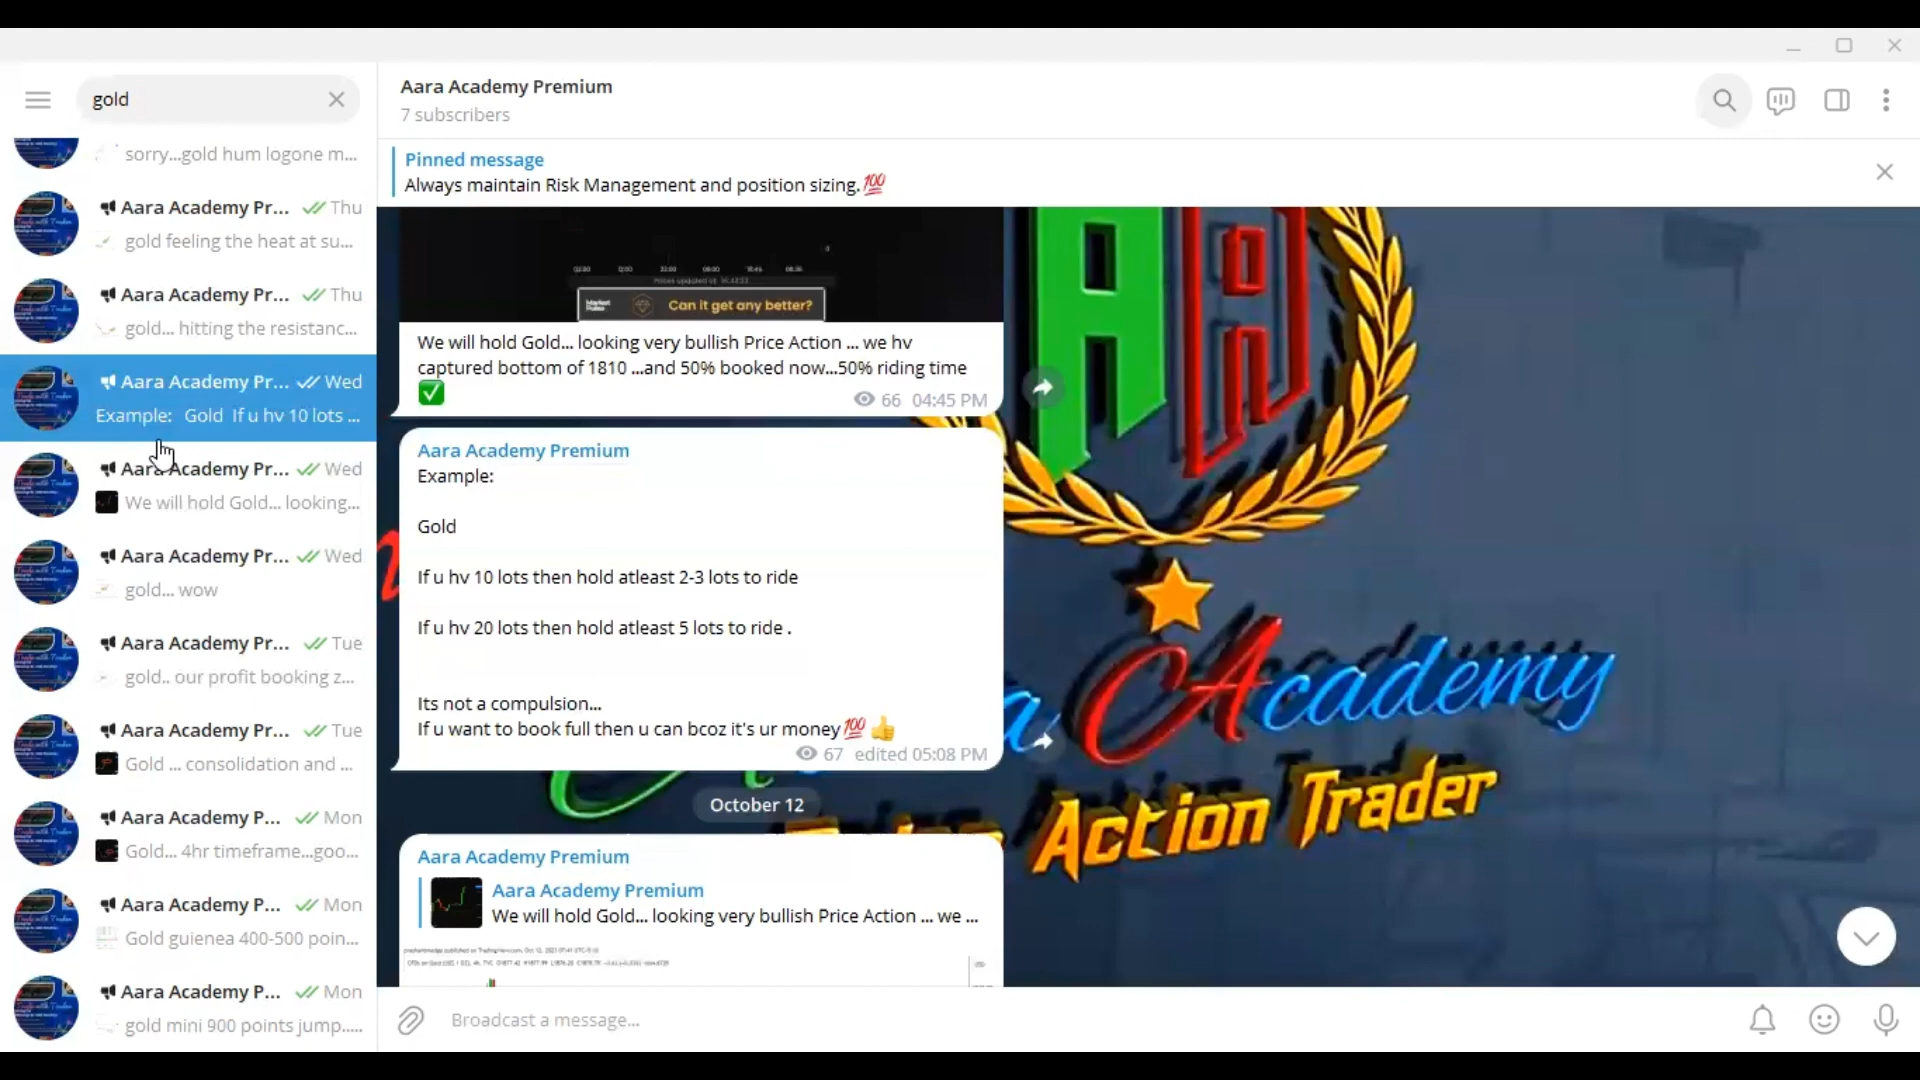 gold
sorry...gold hum logone m...
Aara Academy Pr... Thu
gold feeling the heat at su...
Aara Academy Pr... Thu
gold... hitting the resistanc...
Aara Academy Pr... Wed
Example: Gold If u hv 10 lots ...
Aara Academy Pr... Wed
We will hold Gold... looking...
Aara Academy Pr... Wed
gold... wow
Aara Academy Pr... Tue
gold.. our profit booking z...
Aara Academy Pr... Tue
Gold ... consolidation and ...
Aara Academy P... Mon
Gold... 4hr timeframe...goo...
Aara Academy P... Mon
Gold guienea 400-500 poin...
Aara Academy P... Mon
gold mini 900 points jump.....
Aara Academy Premium
7 subscribers
Pinned message
Always maintain Risk Management and position sizing.💯
Can it get any better?
We will hold Gold... looking very bullish Price Action ... we hv
captured bottom of 1810 ...and 50% booked now...50% riding time
✅
66 04:45 PM
Aara Academy Premium
Example:
Gold
If u hv 10 lots then hold atleast 2-3 lots to ride
If u hv 20 lots then hold atleast 5 lots to ride .
Its not a compulsion...
If u want to book full then u can bcoz it's ur money💯 👍
67 edited 05:08 PM
October 12
Aara Academy Premium
Aara Academy Premium
We will hold Gold... looking very bullish Price Action ... we ...
a Academy
Action Trader
Broadcast a message...